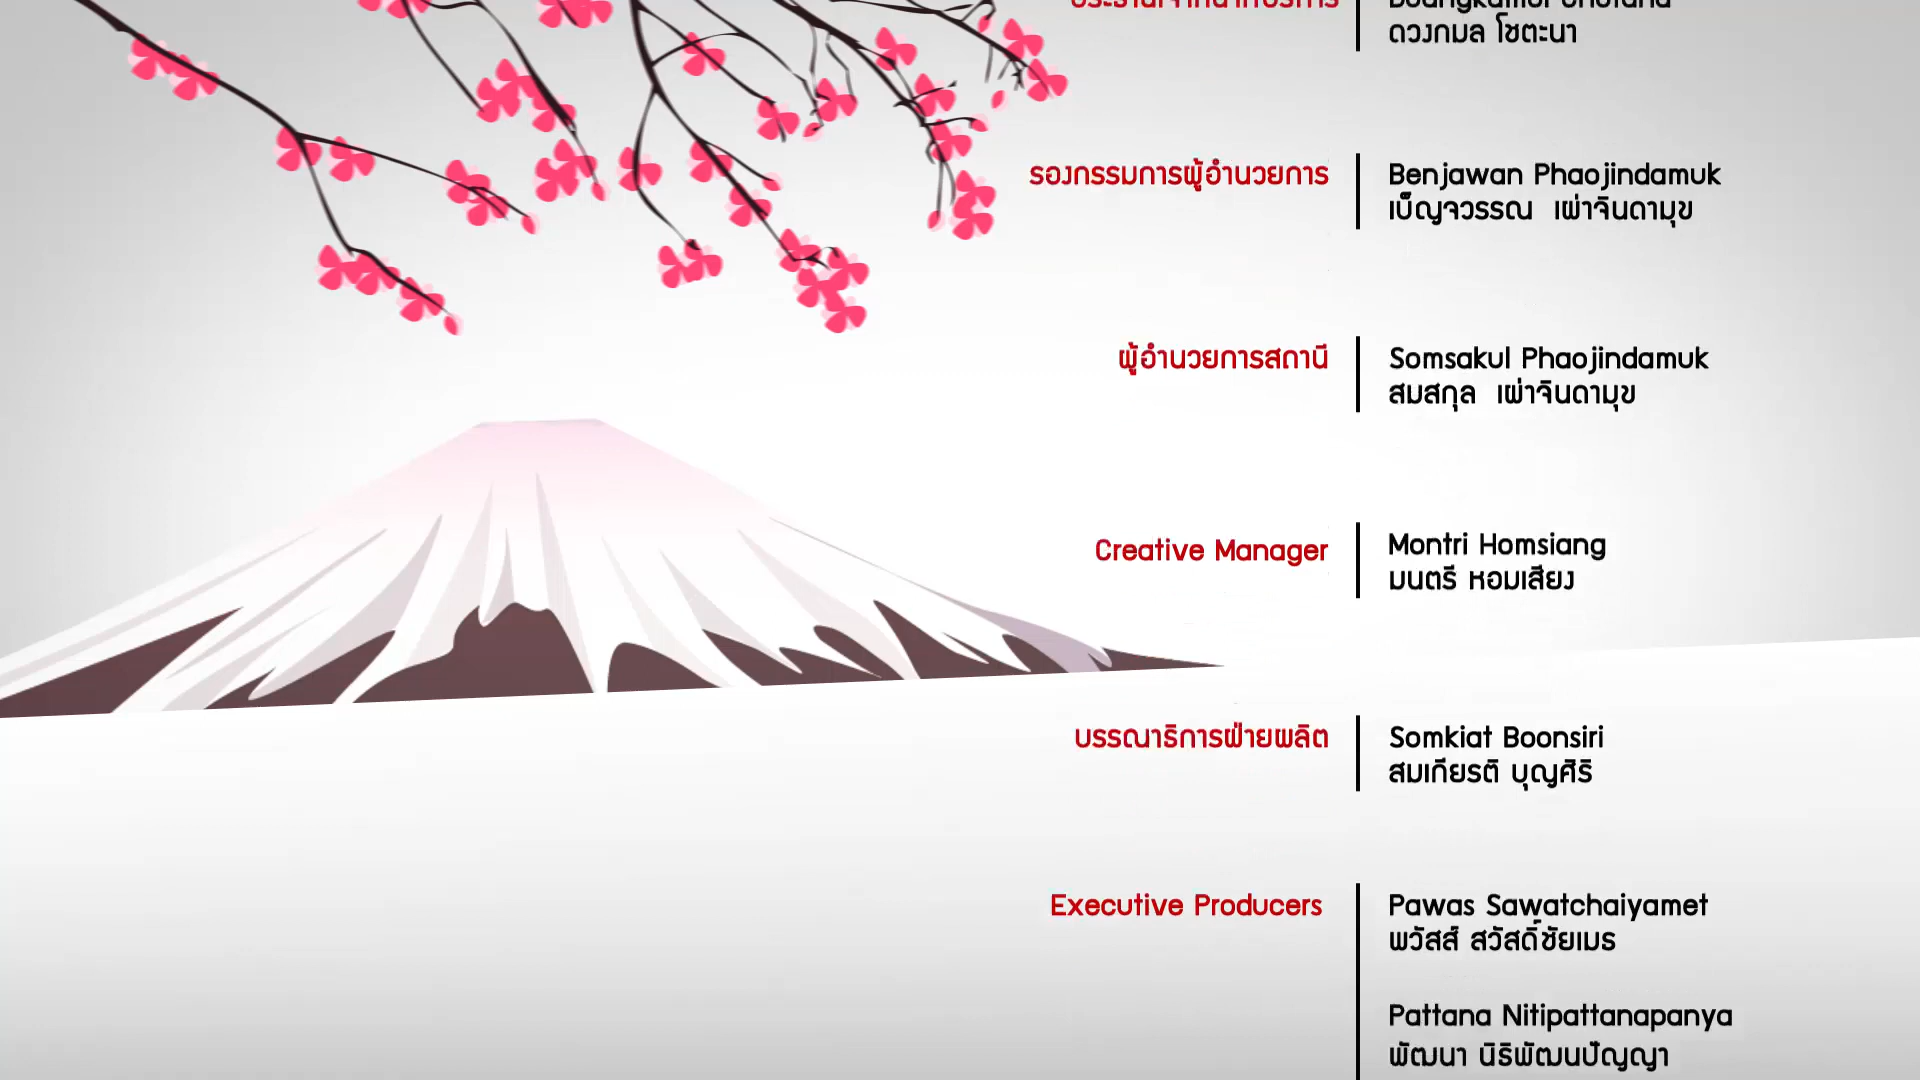 ดวงกมล โชตะนา
รองกรรมการผู้อำนวยการ
Benjawan Phaojindamuk
เบ็ญจวรรณ เผ่าจินดามุข
ผู้อำนวยการสถานี
Somsakul Phaojindamuk
สมสกุล เผ่าจินดามุข
Creative Manager
Montri Homsiang
มนตรี หอมเสียง
บรรณาธิการฝ่ายผลิต
Somkiat Boonsiri
สมเกียรติ บุญศิริ
Executive Producers
Pawas Sawatchaiyamet
พวัสส์ สวัสดิ์ชัยเมธ
Pattana Nitipattanapanya
พัฒนา นิธิพัฒนปัญญา